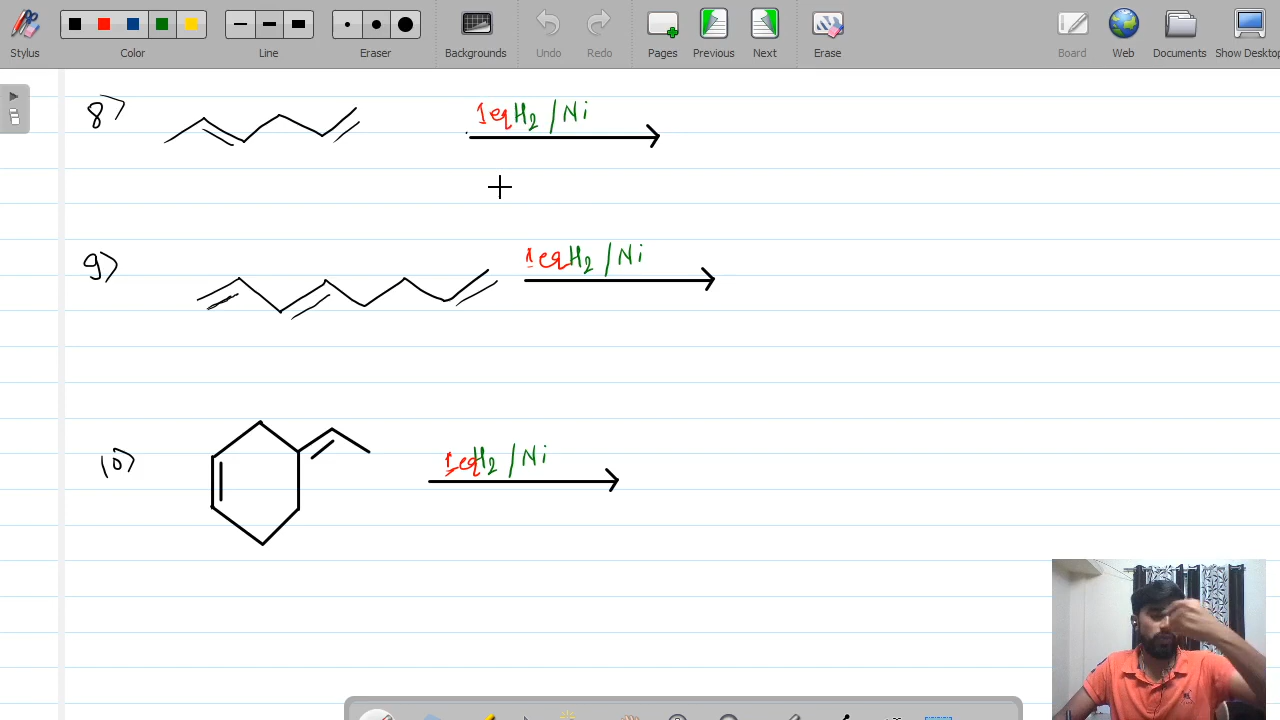 Stylus Color Line Eraser Backgrounds Undo Redo Pages Previous Next Erase Board Web Documents Show Desktop
8) 1eq H2 / Ni
9) 1eq H2 / Ni
10) 1eq H2 / Ni